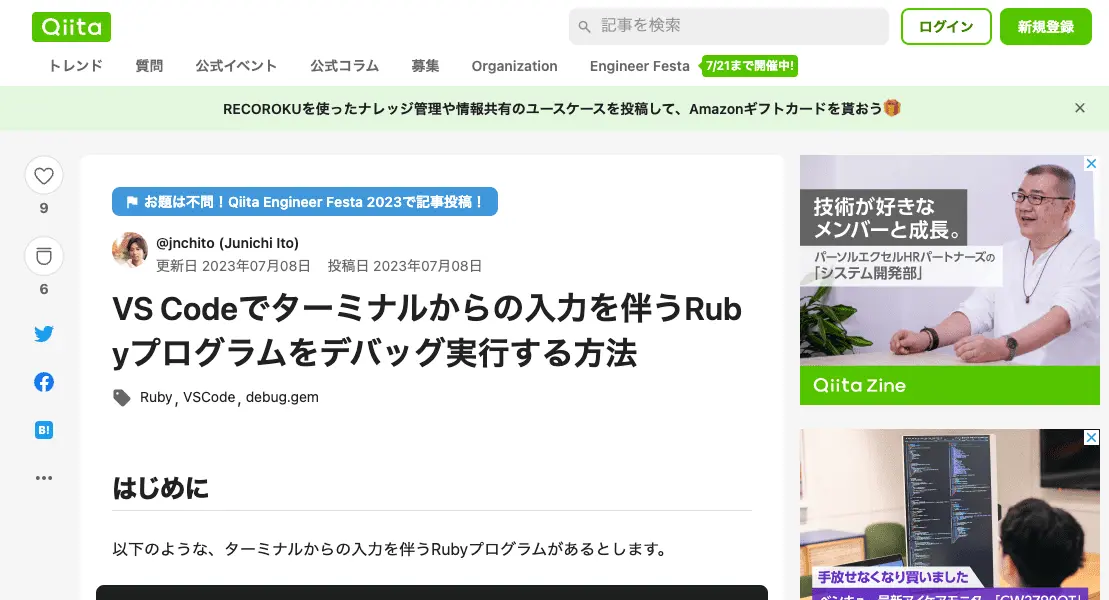 Qiita
記事を検索
ログイン
新規登録
トレンド 質問 公式イベント 公式コラム 募集 Organization Engineer Festa 7/21まで開催中!
RECOROKUを使ったナレッジ管理や情報共有のユースケースを投稿して、Amazonギフトカードを貰おう
お題は不問！Qiita Engineer Festa 2023で記事投稿！
@jnchito (Junichi Ito)
更新日 2023年07月08日 投稿日 2023年07月08日
VS Codeでターミナルからの入力を伴うRub
yプログラムをデバッグ実行する方法
Ruby, VSCode, debug.gem
はじめに
以下のような、ターミナルからの入力を伴うRubyプログラムがあるとします。
9
6
B!
技術が好きな
メンバーと成長。
パーソルエクセルHRパートナーズの
「システム開発部」
Qiita Zine
手放せなくなり買いました